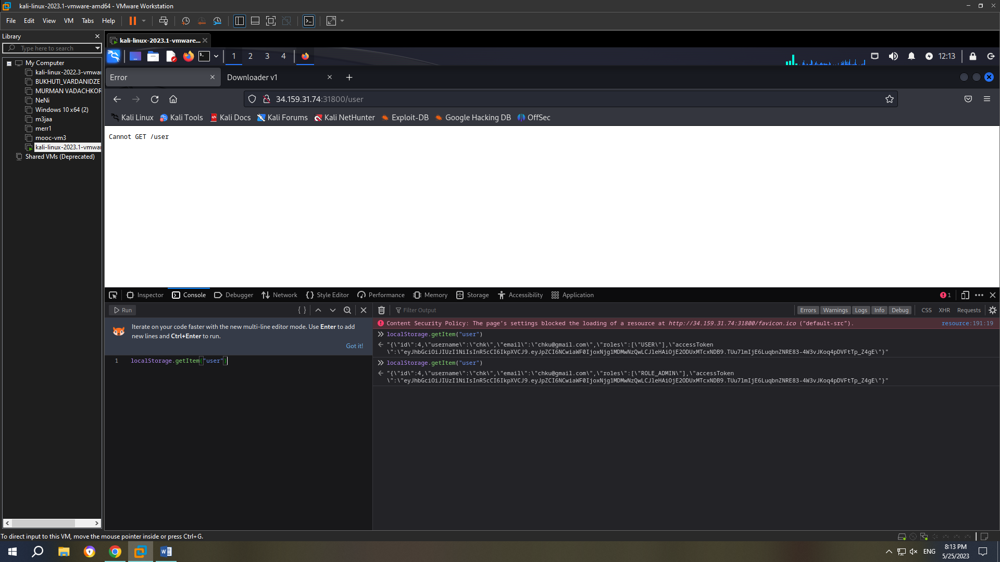 kali-linux-2023.1-vmware-amd64 - VMware Workstation
File Edit View VM Tabs Help
Library
Type here to search
My Computer
kali-linux-2022.3-vmwar
BUKHUTI_VARDANIDZE
MURMAN VADACHKOR
NeNi
Windows 10 x64 (2)
m3jaa
merr1
mooc-vm3
kali-linux-2023.1-vmwar
Shared VMs (Deprecated)
kali-linux-2023.1-vmware...
1 2 3 4
12:13
Error
Downloader v1
34.159.31.74:31800/user
Kali Linux Kali Tools Kali Docs Kali Forums Kali NetHunter Exploit-DB Google Hacking DB OffSec
Cannot GET /user
Inspector Console Debugger Network Style Editor Performance Memory Storage Accessibility Application
1
Run
Filter Output
Errors Warnings Logs Info Debug CSS XHR Requests
Iterate on your code faster with the new multi-line editor mode. Use Enter to add
new lines and Ctrl+Enter to run.
Got it!
1 localStorage.getItem("user")
Content Security Policy: The page's settings blocked the loading of a resource at http://34.159.31.74:31800/favicon.ico ("default-src").
resource:191:19
localStorage.getItem("user")
"{\"id\":4,\"username\":\"chk\",\"email\":\"chku@gmail.com\",\"roles\":[\"USER\"],\"accessToken
\":\"eyJhbGciOiJIUzI1NiIsInR5cCI6IkpXVCJ9.eyJpZCI6NCwiaWF0IjoxNjg1MDMwNzQwLCJleHAiOjE2ODUxMTcxNDB9.TUu7lmIjE6LuqbnZNRE83-4W3vJKoq4pDVFtTp_Z4gE\"}"
localStorage.getItem("user")
"{\"id\":4,\"username\":\"chk\",\"email\":\"chku@gmail.com\",\"roles\":[\"ROLE_ADMIN\"],\"accessToken
\":\"eyJhbGciOiJIUzI1NiIsInR5cCI6IkpXVCJ9.eyJpZCI6NCwiaWF0IjoxNjg1MDMwNzQwLCJleHAiOjE2ODUxMTcxNDB9.TUu7lmIjE6LuqbnZNRE83-4W3vJKoq4pDVFtTp_Z4gE\"}"
To direct input to this VM, move the mouse pointer inside or press Ctrl+G.
ENG
8:13 PM
5/25/2023